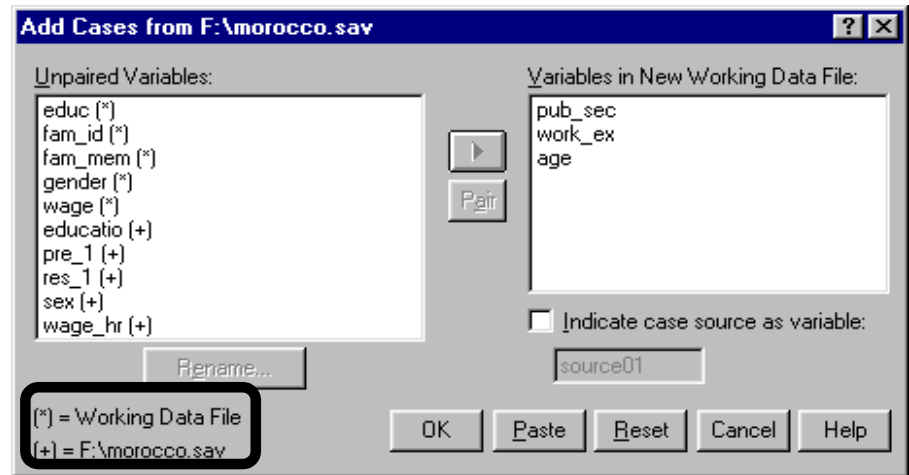 Add Cases from F:\morocco.sav
Unpaired Variables:
educ (*)
fam_id (*)
fam_mem (*)
gender (*)
wage (*)
educatio (+)
pre_1 (+)
res_1 (+)
sex (+)
wage_hr (+)
Rename...
(*) = Working Data File
(+) = F:\morocco.sav
Pair
Variables in New Working Data File:
pub_sec
work_ex
age
Indicate case source as variable:
source01
OK Paste Reset Cancel Help